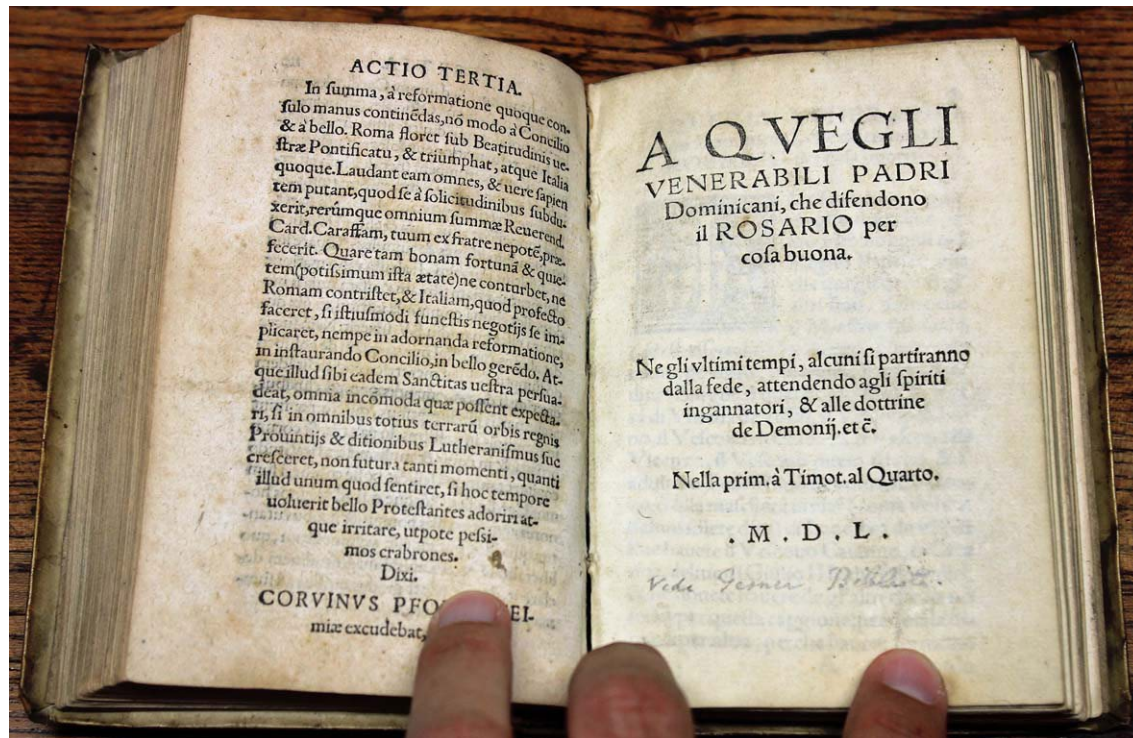 ACTIO TERTIA.
In summa, à reformatione quoque con-
sulo manus continẽdas, nõ modo à Concilio
& à bello. Roma floret sub Beatitudinis ue-
stræ Pontificatu, & triumphat, atque Italia
quoque. Laudant eam omnes, & uere sapien
tem putant, quod se à solicitudinibus subdu-
xerit, rerúmque omnium summæ Reuerend.
Card. Caraffam, tuum ex fratre nepotẽ, præ-
fecerit. Quare tam bonam fortunã & quie-
tem (potissimum ista ætate) ne conturbet, ne
Romam contristet, & Italiam, quod profecto
faceret, si istiusmodi funestis negotijs se im-
plicaret, nempe in adornanda reformatione,
in instaurando Concilio, in bello gerẽdo. At-
que illud sibi eadem Sanctitas uestra persua-
deat, omnia incõmoda quæ possent expecta-
ri, si in omnibus totius terrarũ orbis regnis
Prouintijs & ditionibus Lutheranismus suc
cresceret, non futura tanti momenti, quanti
illud unum quod sentiret, si hoc tempore
uoluerit bello Protestantes adoriri at-
que irritare, utpote pessi-
mos crabrones.
Dixi.
CORVINVS EI-
miæ excudebat,
A QVEGLI
VENERABILI PADRI
Dominicani, che difendono
il ROSARIO per
cosa buona.
Ne gli vltimi tempi, alcuni si partiranno
dalla fede, attendendo agli spiriti
ingannatori, & alle dottrine
de Demonij. et c̃.
Nella prim. à Timot. al Quarto.
. M . D . L .
Vede Gesner Biblioth.